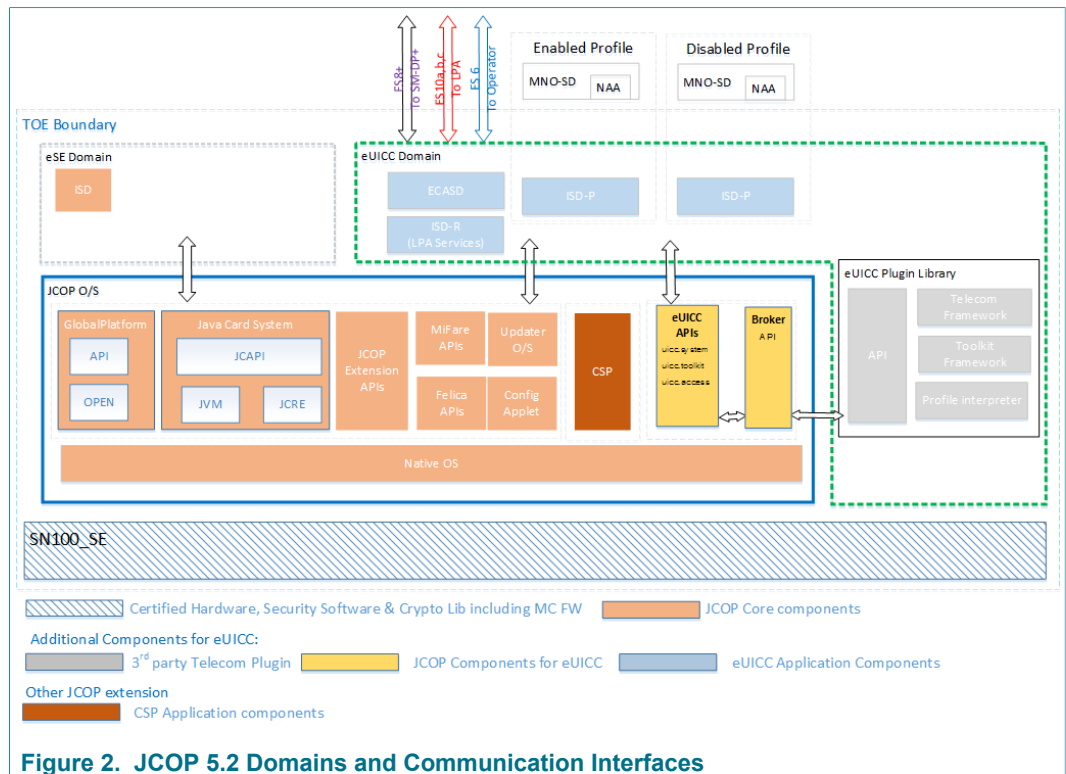 ES8+
To SM-DP+
ES10a,b,c
To LPA
ES 6
To Operator
Enabled Profile
MNO-SD
NAA
Disabled Profile
MNO-SD
NAA
TOE Boundary
eSE Domain
ISD
eUICC Domain
ECASD
ISD-R
(LPA Services)
ISD-P
ISD-P
JCOP O/S
GlobalPlatform
API
OPEN
Java Card System
JCAPI
JVM
JCRE
JCOP
Extension
APIs
MiFare
APIs
Felica
APIs
Updater
O/S
Config
Applet
CSP
eUICC
APIs
uicc.system
uicc.toolkit
uicc.access
Broker
API
eUICC Plugin Library
API
Telecom
Framework
Toolkit
Framework
Profile interpreter
Native OS
SN100_SE
Certified Hardware, Security Software & Crypto Lib including MC FW
JCOP Core components
Additional Components for eUICC:
3rd party Telecom Plugin
JCOP Components for eUICC
eUICC Application Components
Other JCOP extension
CSP Application components
Figure 2. JCOP 5.2 Domains and Communication Interfaces